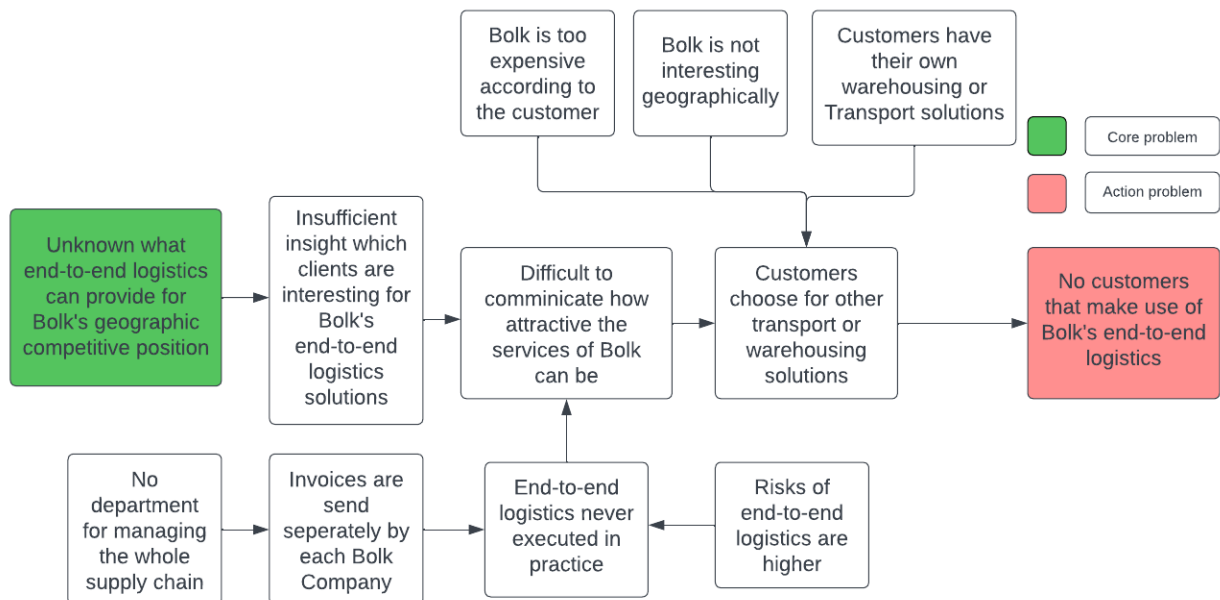 Bolk is too
expensive
according to
the customer
Bolk is not
interesting
geographically
Customers have
their own
warehousing or
Transport solutions
Core problem
Action problem
Unknown what
end-to-end logistics
can provide for
Bolk's geographic
competitive position
Insufficient
insight which
clients are
interesting for
Bolk's
end-to-end
logistics
solutions
Difficult to
comminicate how
attractive the
services of Bolk
can be
Customers
choose for other
transport or
warehousing
solutions
No customers
that make use of
Bolk's end-to-end
logistics
No
department
for managing
the whole
supply chain
Invoices are
send
seperately by
each Bolk
Company
End-to-end
logistics never
executed in
practice
Risks of
end-to-end
logistics are
higher